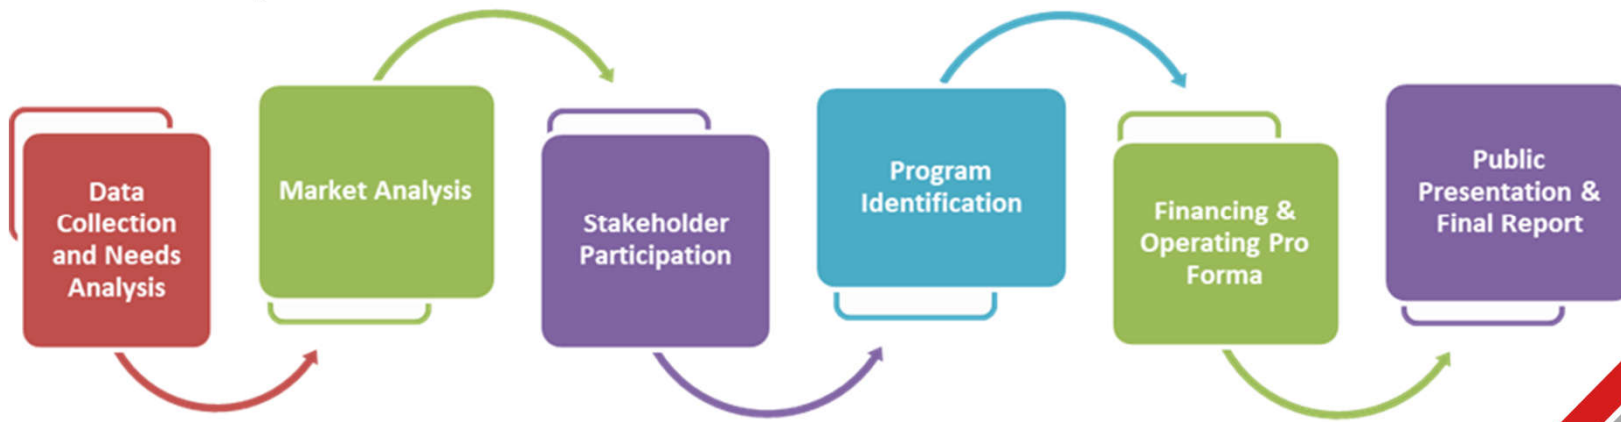 Data
Collection
and Needs
Analysis
Market Analysis
Stakeholder
Participation
Program
Identification
Financing &
Operating Pro
Forma
Public
Presentation &
Final Report